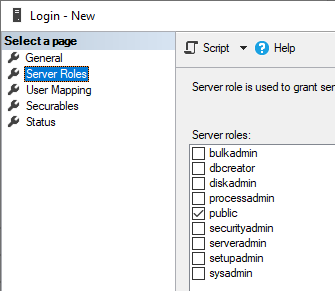 Login - New
Select a page
General
Server Roles
User Mapping
Securables
Status
Script
Help
Server role is used to grant ser
Server roles:
bulkadmin
dbcreator
diskadmin
processadmin
public
securityadmin
serveradmin
setupadmin
sysadmin